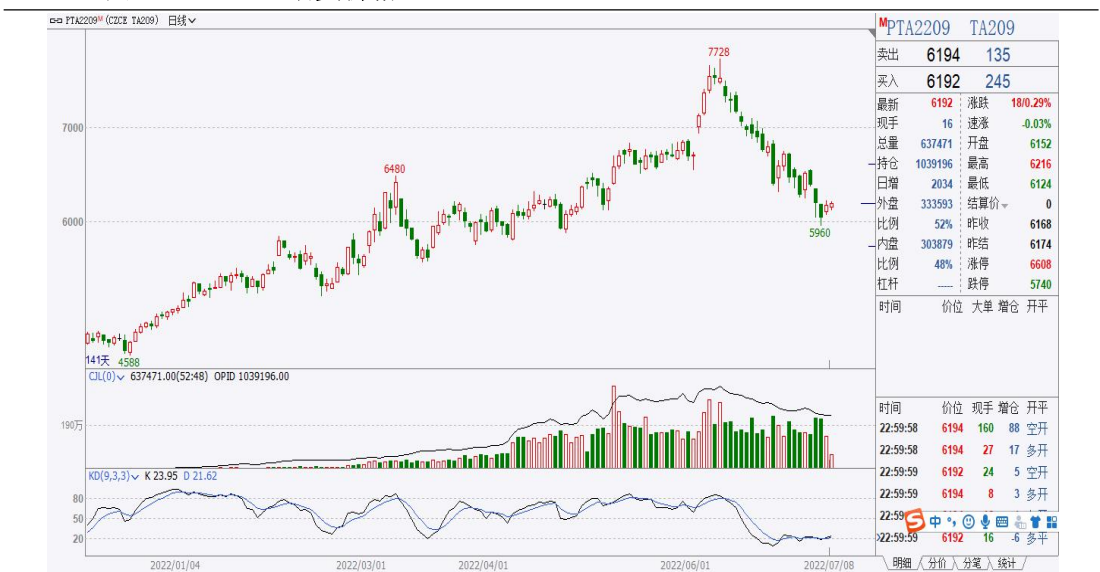 PTA2209M (CZCE TA209) 日线
7728
7000
6480
6000
5960
141天 4588
CJL(0) 637471.00(52:48) OPID 1039196.00
190万
KD(9,3,3) K 23.95 D 21.62
80
50
20
2022/01/04 2022/03/01 2022/04/01 2022/06/01 2022/07/08
MPTA2209 TA209
卖出 6194 135
买入 6192 245
最新 6192 涨跌 18/0.29%
现手 16 速涨 -0.03%
总量 637471 开盘 6152
持仓 1039196 最高 6216
日增 2034 最低 6124
外盘 333593 结算价 0
比例 52% 昨收 6168
内盘 303879 昨结 6174
比例 48% 涨停 6608
杠杆 ----- 跌停 5740
时间 价位 大单 增仓 开平
时间 价位 现手 增仓 开平
22:59:58 6194 160 88 空开
22:59:58 6194 27 17 多开
22:59:59 6192 24 5 空开
22:59:59 6194 8 3 多开
22:59
中
22:59:59 6192 16 -6 多平
明细 分价 分笔 统计